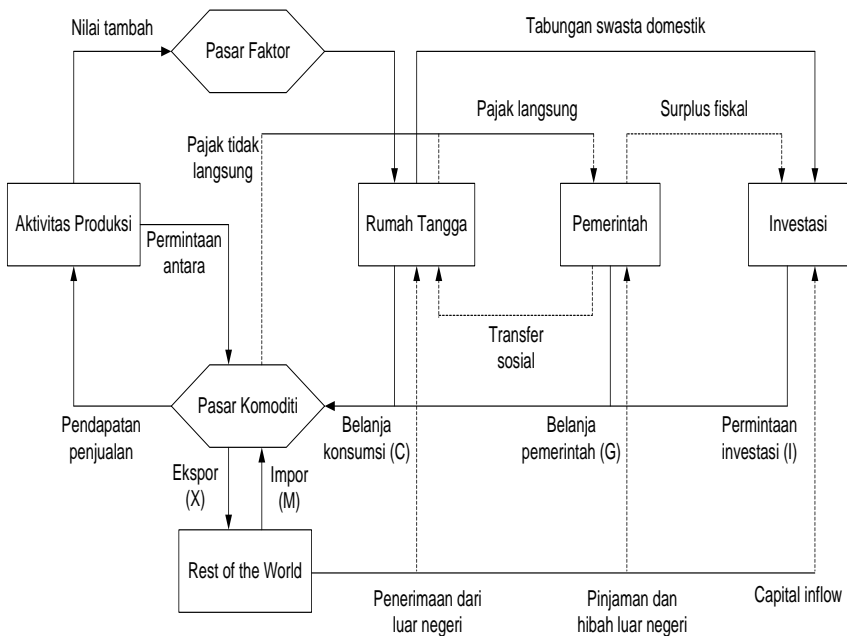 Nilai tambah
Pasar Faktor
Tabungan swasta domestik
Pajak tidak
langsung
Pajak langsung
Surplus fiskal
Aktivitas Produksi
Rumah Tangga
Pemerintah
Investasi
Permintaan
antara
Transfer
sosial
Pasar Komoditi
Pendapatan
penjualan
Belanja
konsumsi (C)
Belanja
pemerintah (G)
Permintaan
investasi (I)
Ekspor
(X)
Impor
(M)
Rest of the World
Penerimaan dari
luar negeri
Pinjaman dan
hibah luar negeri
Capital inflow